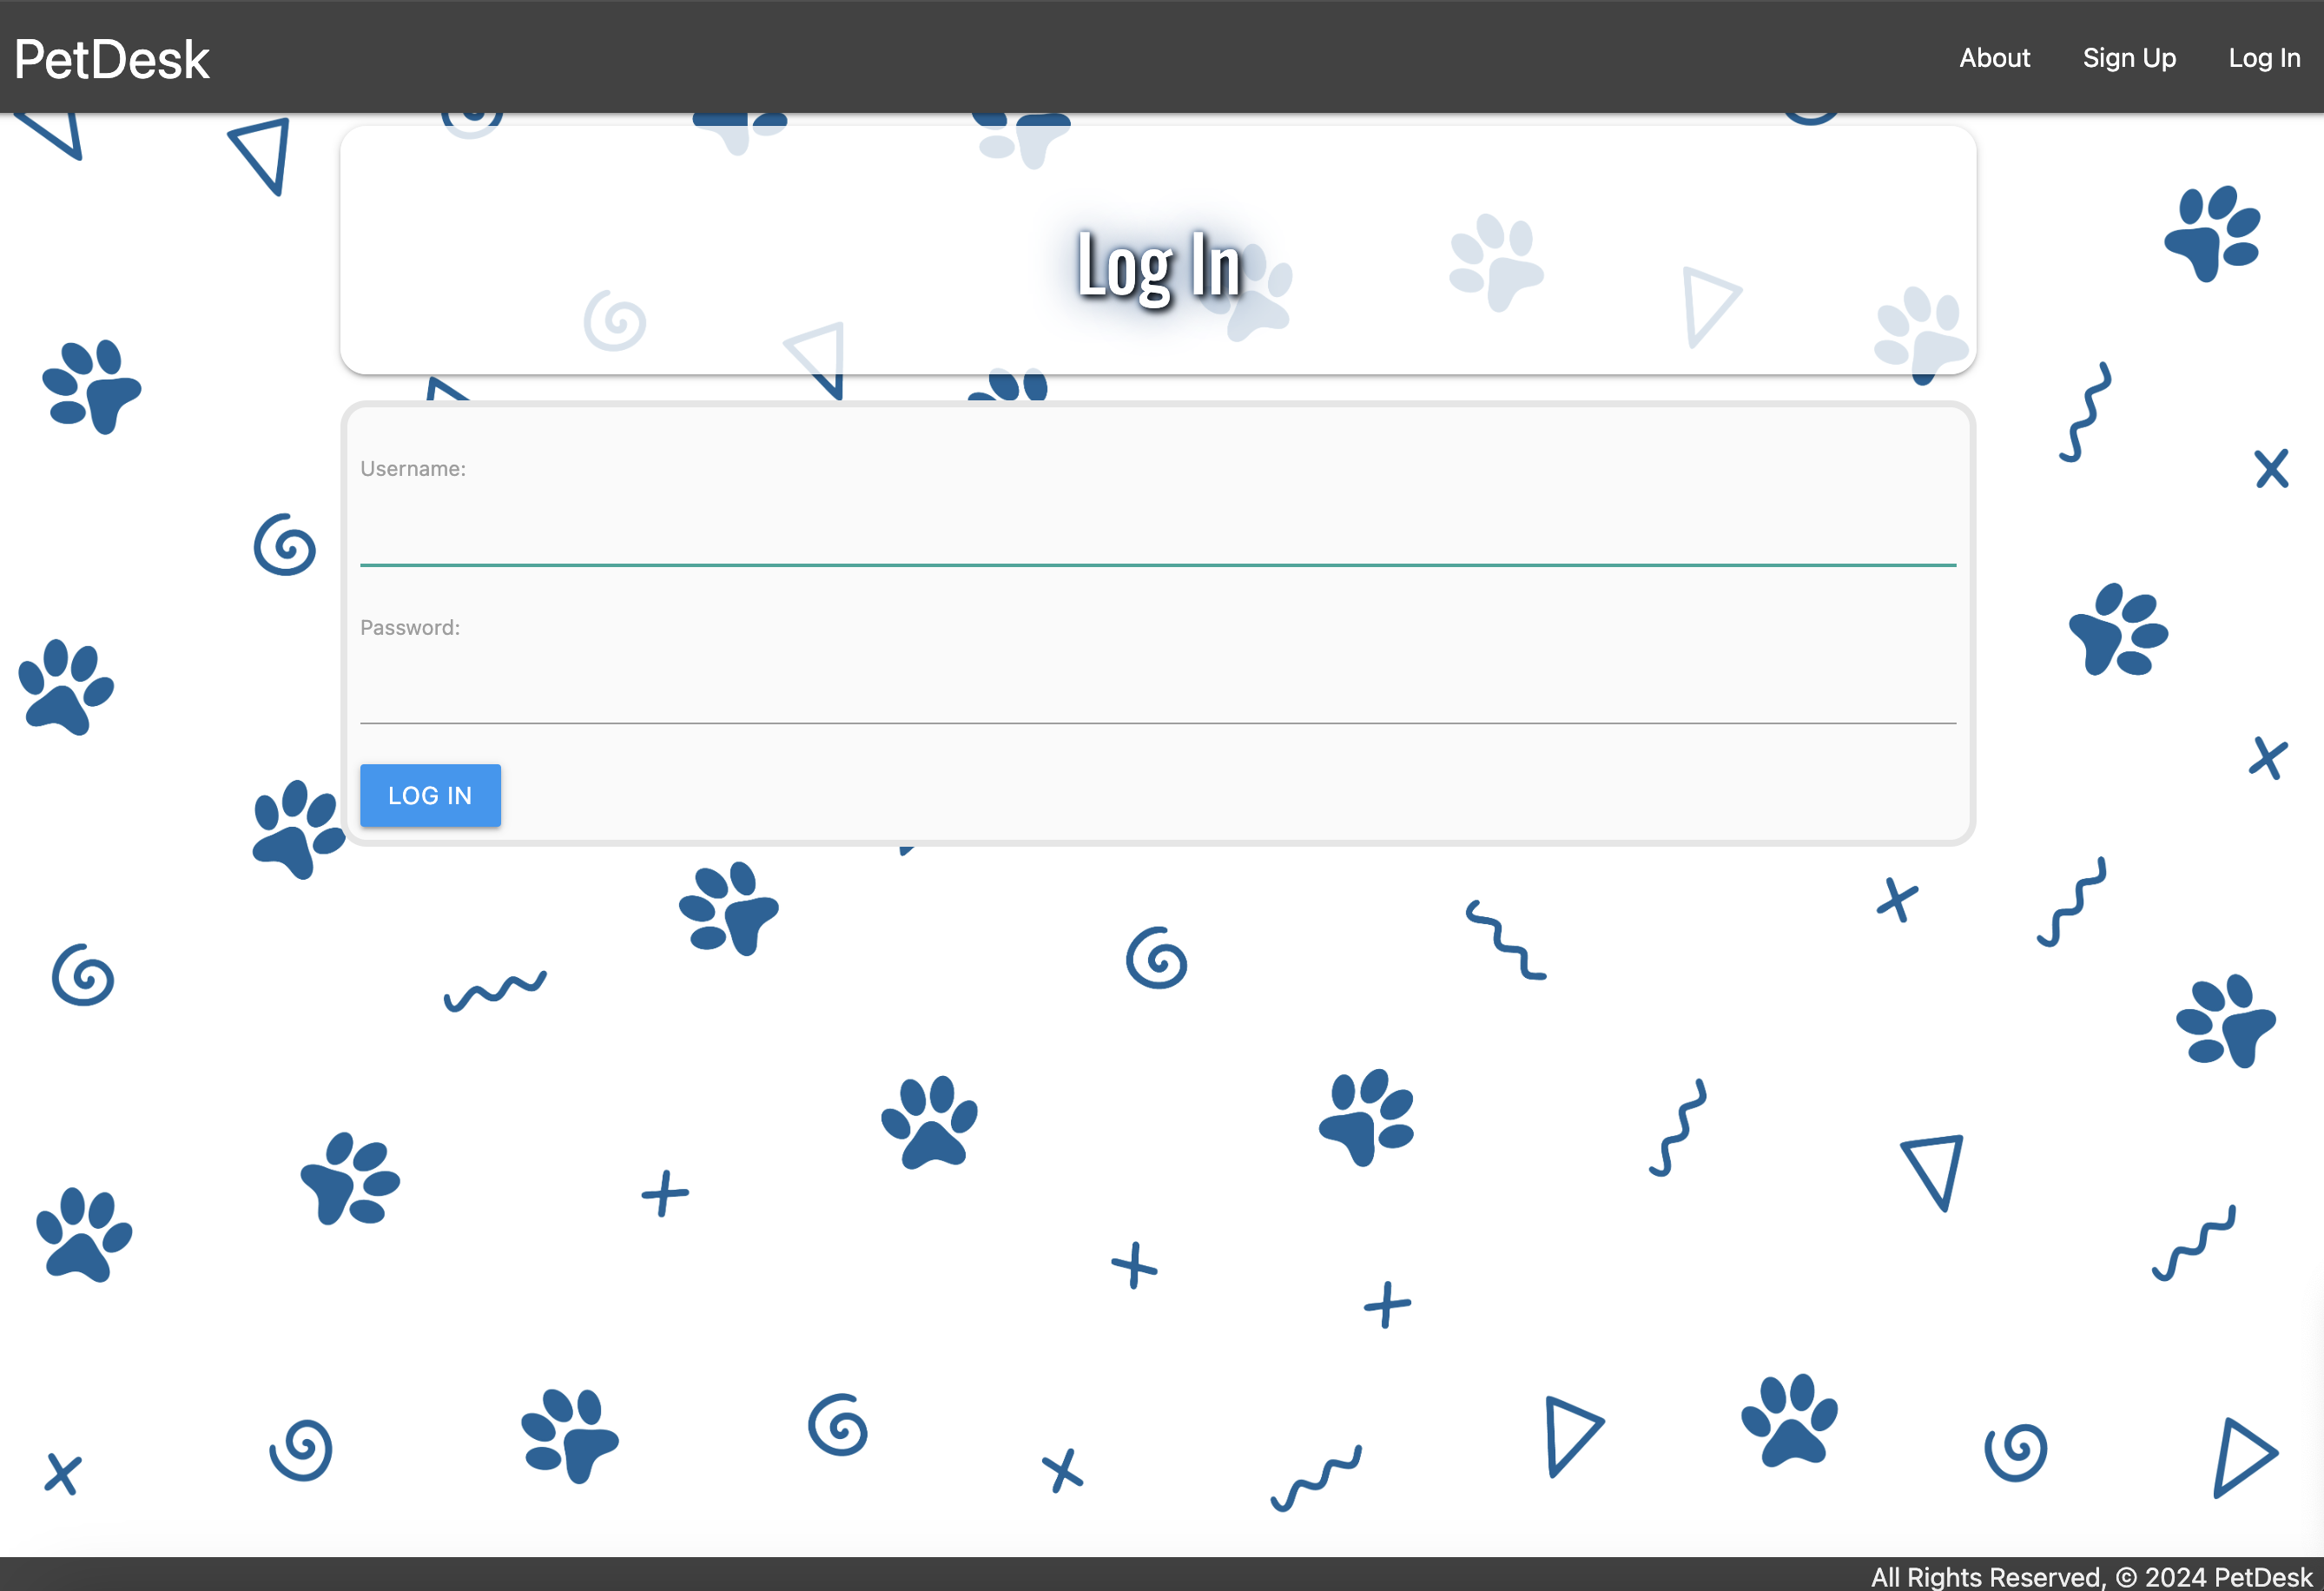 PetDesk
About Sign Up Log In
Log In
Username:
Password:
LOG IN
All Rights Reserved, © 2024 PetDesk